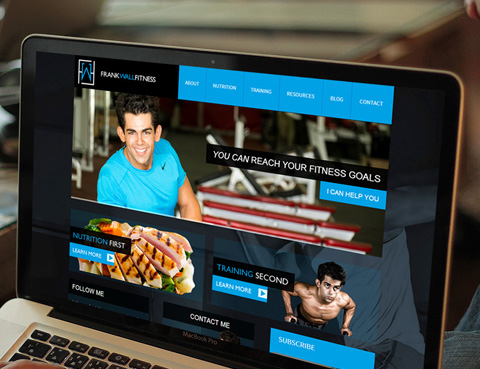 FRANKWALLFITNESS
ABOUT NUTRITION TRAINING RESOURCES BLOG CONTACT
YOU CAN REACH YOUR FITNESS GOALS
I CAN HELP YOU
NUTRITION FIRST
LEARN MORE
TRAINING SECOND
LEARN MORE
FOLLOW ME
CONTACT ME
SUBSCRIBE
MacBook Pro